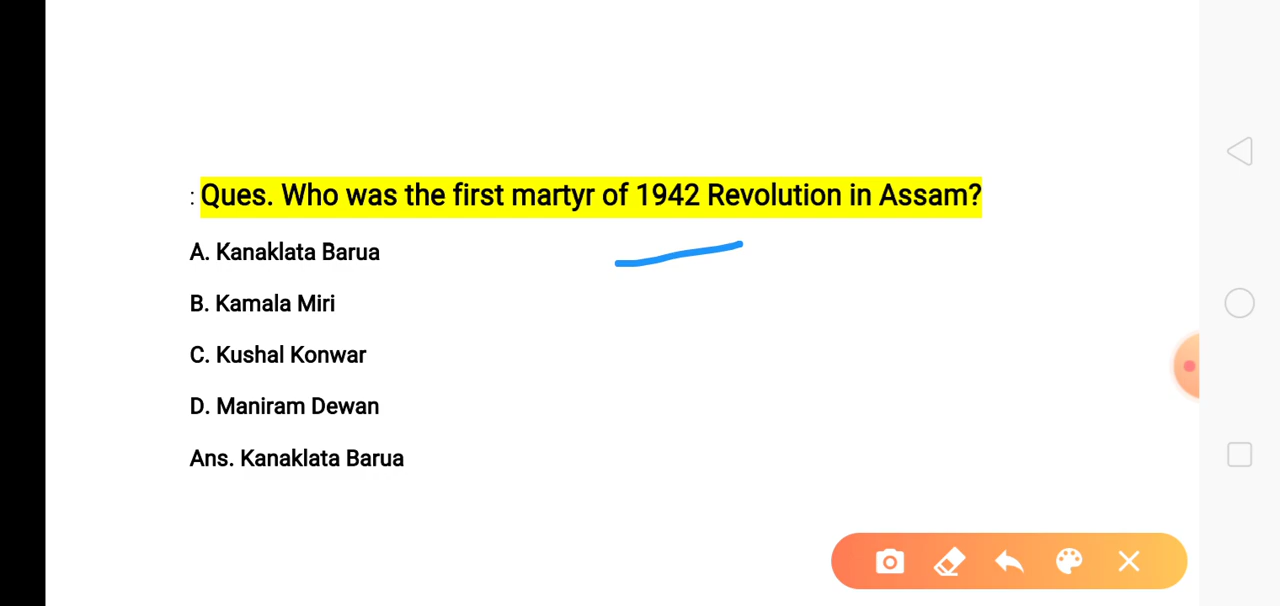 : Ques. Who was the first martyr of 1942 Revolution in Assam?
A. Kanaklata Barua
B. Kamala Miri
C. Kushal Konwar
D. Maniram Dewan
Ans. Kanaklata Barua